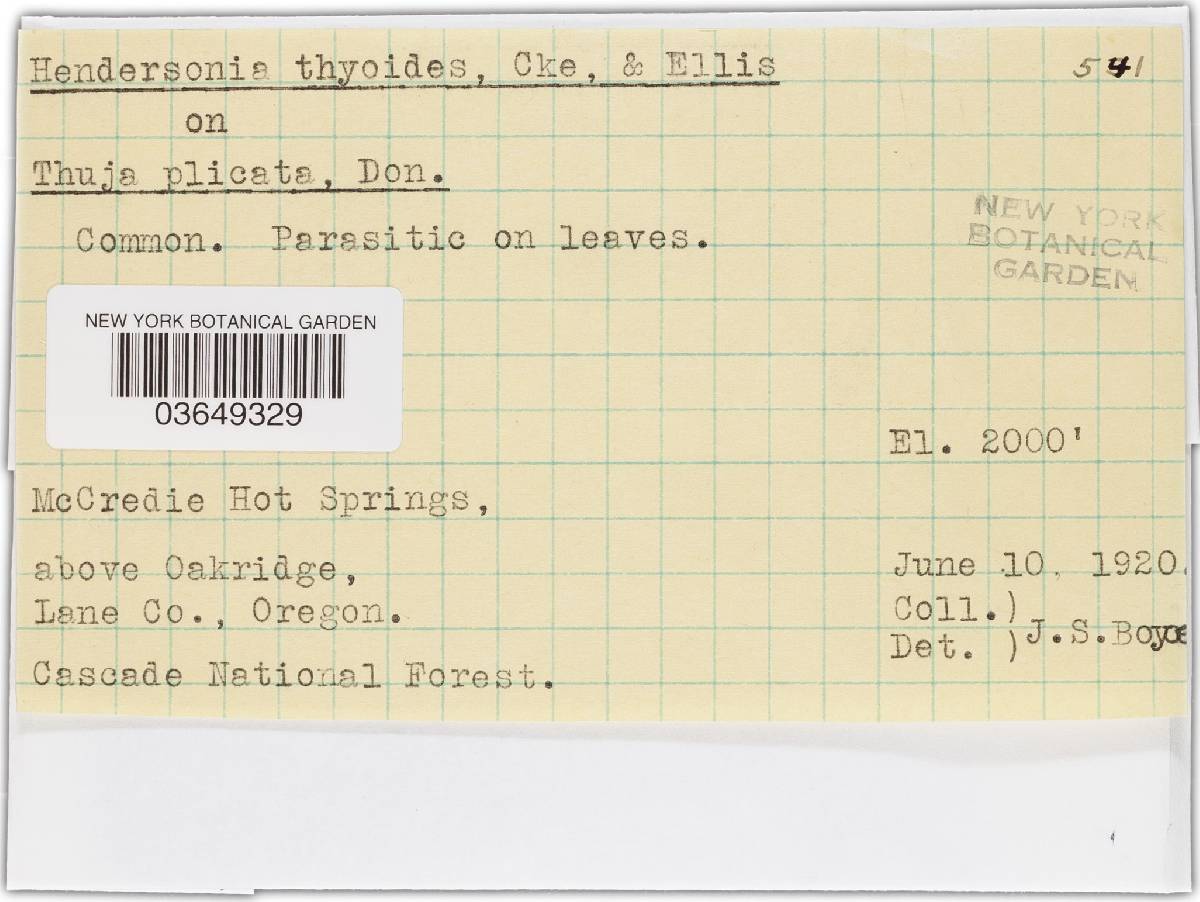 Hendersonia thyoides, Cke, & Ellis
541
on
Thuja plicata, Don.
Common. Parasitic on leaves.
NEW YORK
BOTANICAL
GARDEN
NEW YORK BOTANICAL GARDEN
03649329
El. 2000'
McCredie Hot Springs,
above Oakridge,
June 10, 1920.
Lane Co., Oregon.
Coll.)
Det. ) J.S.Boyce
Cascade National Forest.